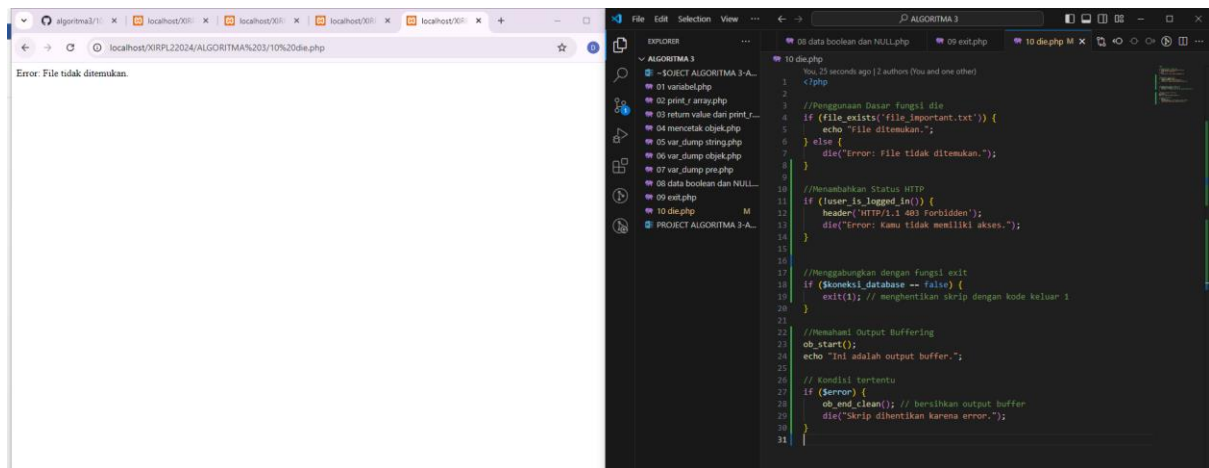 algoritma3/1
localhost/XIRI
localhost/XIRI
localhost/XIRI
localhost/XIRI
localhost/XIRPL22024/ALGORITMA%203/10%20die.php
Error: File tidak ditemukan.
File Edit Selection View ...
ALGORITMA 3
EXPLORER
ALGORITMA 3
~$OJECT ALGORITMA 3-A...
01 variabel.php
02 print_r array.php
03 return value dari print_r....
04 mencetak objek.php
05 var_dump string.php
06 var_dump objek.php
07 var_dump pre.php
08 data boolean dan NULL...
09 exit.php
10 die.php M
PROJECT ALGORITMA 3-A...
08 data boolean dan NULL.php
09 exit.php
10 die.php M
10 die.php
You, 25 seconds ago | 2 authors (You and one other)
1 <?php
2
3 //Penggunaan Dasar fungsi die
4 if (file_exists('file_important.txt')) {
5 echo "File ditemukan.";
6 } else {
7 die("Error: File tidak ditemukan.");
8 }
9
10 //Menambahkan Status HTTP
11 if (!user_is_logged_in()) {
12 header('HTTP/1.1 403 Forbidden');
13 die("Error: Kamu tidak memiliki akses.");
14 }
15
16
17 //Menggabungkan dengan fungsi exit
18 if ($koneksi_database == false) {
19 exit(1); // menghentikan skrip dengan kode keluar 1
20 }
21
22 //Memahami Output Buffering
23 ob_start();
24 echo "Ini adalah output buffer.";
25
26 // Kondisi tertentu
27 if ($error) {
28 ob_end_clean(); // bersihkan output buffer
29 die("Skrip dihentikan karena error.");
30 }
31